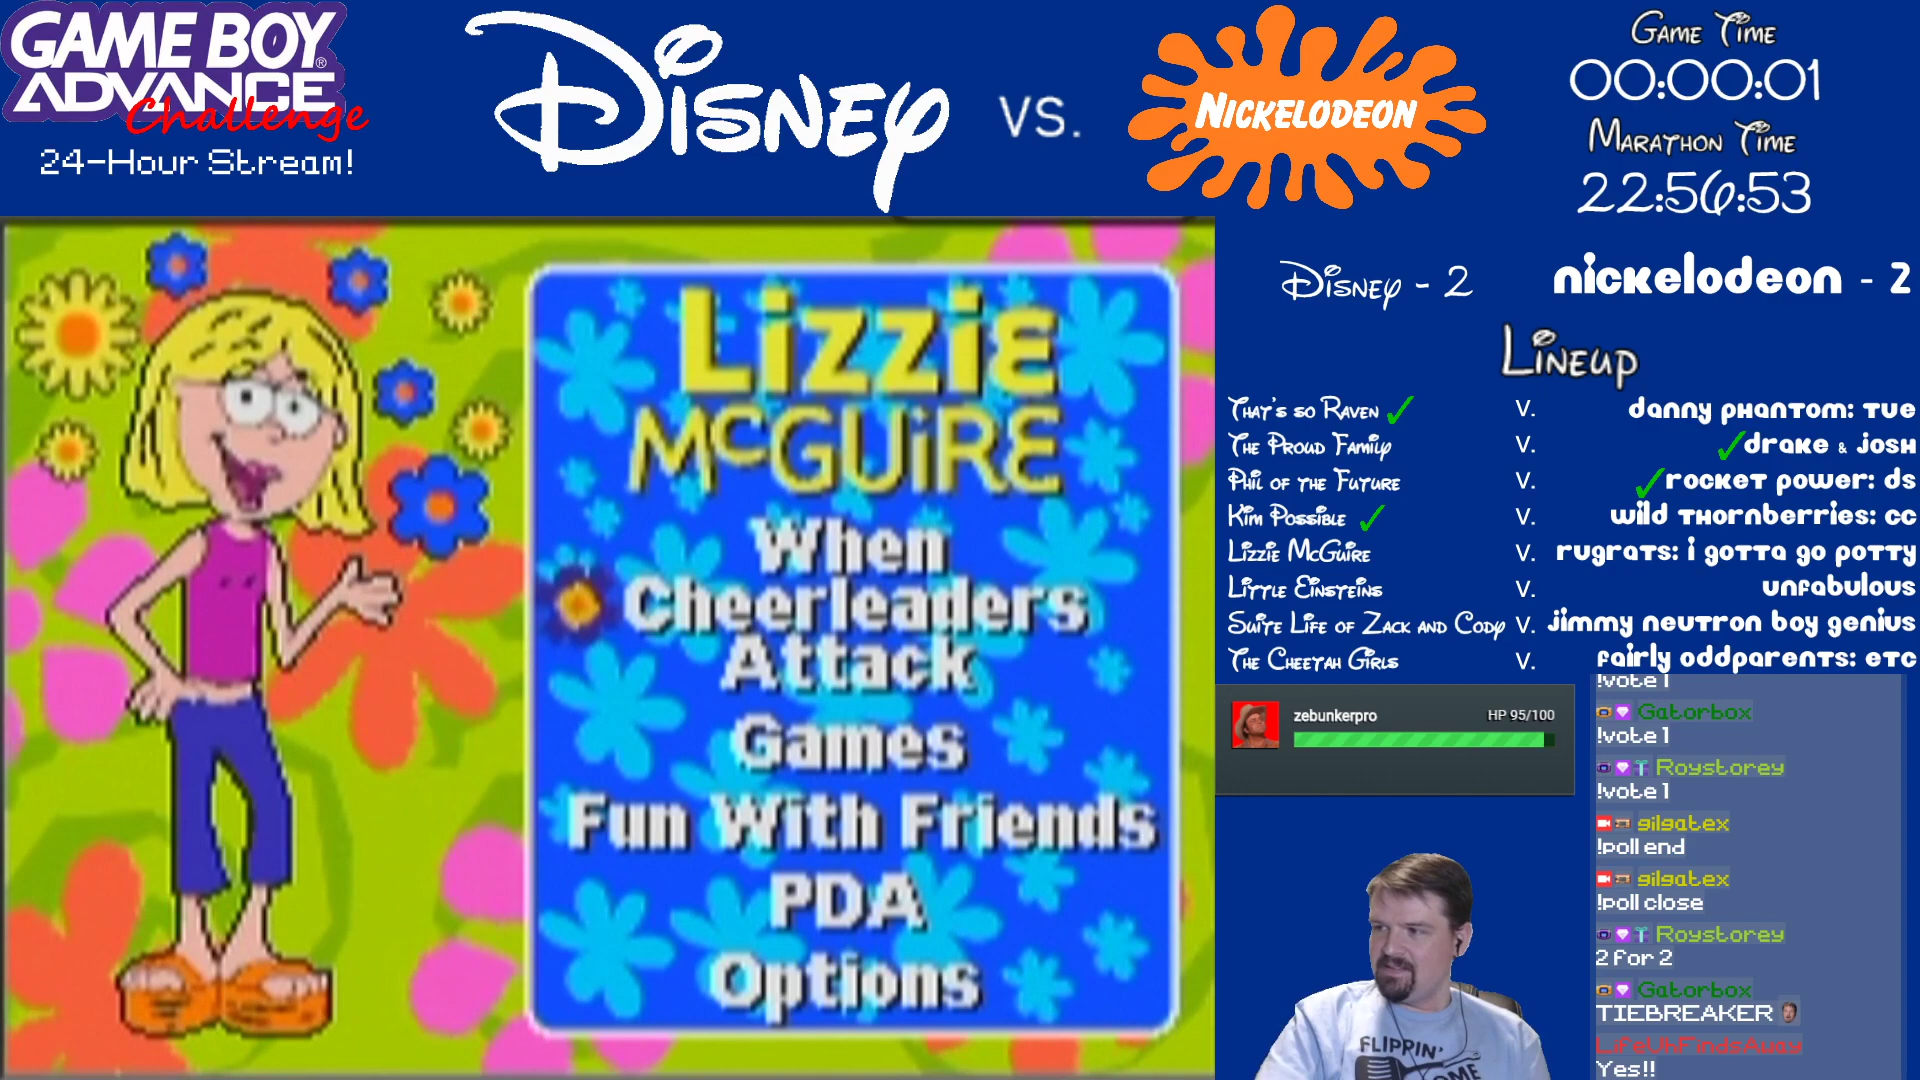 GAME BOY
ADVANCE
Challenge
24-Hour Stream!
Disney
vs.
Nickelodeon
Game Time
00:00:01
Marathon Time
22:56:53
Disney - 2
nickelodeon - 2
Lineup
That's so Raven ✓ v. danny phantom: tue
The Proud Family v. ✓ drake & josh
Phil of the Future v. ✓ rocket power: ds
Kim Possible ✓ v. wild thornberries: cc
Lizzie McGuire v. rugrats: i gotta go potty
Little Einsteins v. unfabulous
Suite Life of Zack and Cody v. jimmy neutron boy genius
The Cheetah Girls v. fairly oddparents: etc
Lizzie
McGuire
When
Cheerleaders
Attack
Games
Fun With Friends
PDA
Options
zebunkerpro
HP 95/100
!vote 1
Gatorbox
!vote 1
Roystorey
!vote 1
gilgatex
!poll end
gilgatex
!poll close
Roystorey
2 for 2
Gatorbox
TIEBREAKER
LifeUhFindsAway
Yes!!
FLIPPIN'
OME